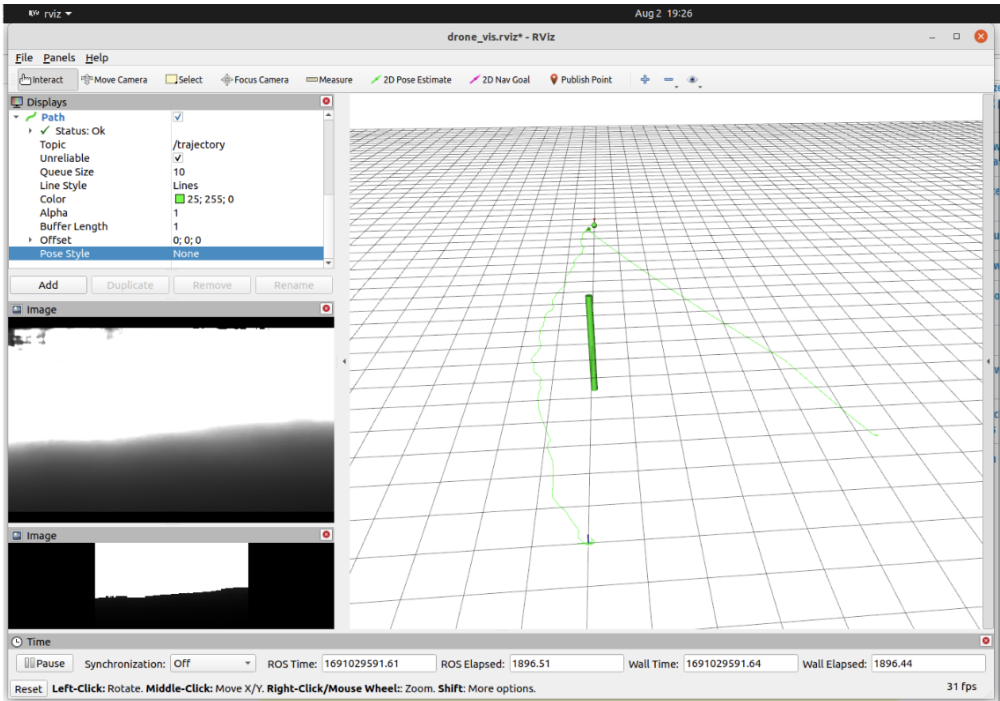 RViz rviz
Aug 2 19:26
drone_vis.rviz* - RViz
File Panels Help
Interact Move Camera Select Focus Camera Measure 2D Pose Estimate 2D Nav Goal Publish Point
Displays
Path
Status: Ok
Topic /trajectory
Unreliable
Queue Size 10
Line Style Lines
Color 25; 255; 0
Alpha 1
Buffer Length 1
Offset 0; 0; 0
Pose Style None
Add Duplicate Remove Rename
Image
Image
Time
Pause Synchronization: Off ROS Time: 1691029591.61 ROS Elapsed: 1896.51 Wall Time: 1691029591.64 Wall Elapsed: 1896.44
Reset Left-Click: Rotate. Middle-Click: Move X/Y. Right-Click/Mouse Wheel:: Zoom. Shift: More options. 31 fps